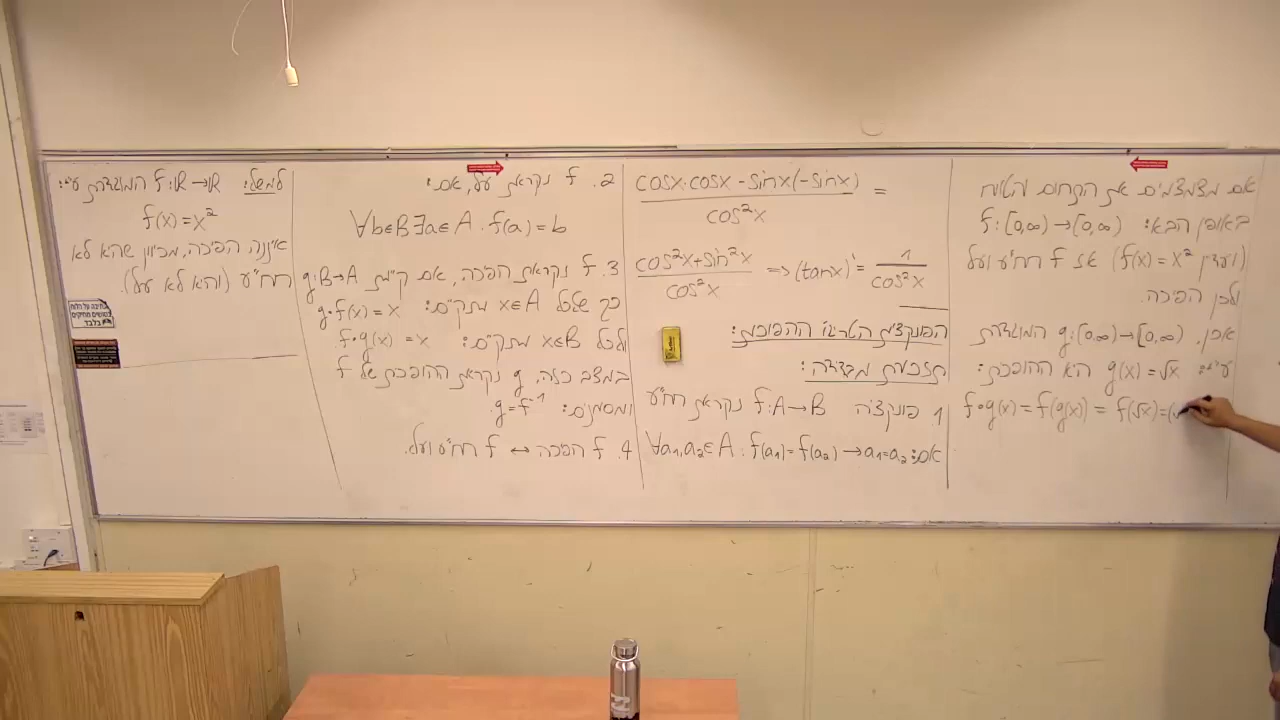 cosx·cosx - sinx(-sinx) / cos²x =
cos²x+sin²x / cos²x => (tanx)' = 1 / cos²x
הפונקציות הטריגו ההפוכות:
תזכורת מבדידה:
1. פונקציה f:A→B נקראת חח"ע
אם: ∀a₁,a₂∈A. f(a₁)=f(a₂) → a₁=a₂
2. f נקראת על, אם:
∀b∈B ∃a∈A. f(a)=b
3. f נקראת הפיכה, אם קיימת g:B→A
כך שלכל x∈A מתקיים: g∘f(x) = x
ולכל x∈B מתקיים: f∘g(x) = x
במצב כזה, g נקראת ההופכית של f
ומסמנים: g=f⁻¹.
4. f הפיכה ↔ f חח"ע ועל.
למשל: f:ℝ→ℝ המוגדרת ע"י:
f(x)=x²
איננה הפיכה, מכיוון שהיא לא
חח"ע (והיא לא על).
אם מצמצמים את התחום והטווח
באופן הבא: f:[0,∞)→[0,∞)
(ועדיין f(x)=x²) אז f חח"ע ועל
ולכן הפיכה.
אכן, g:[0,∞)→[0,∞) המוגדרת
ע"י: g(x)=√x היא ההופכית:
f∘g(x) = f(g(x)) = f(√x)=(√